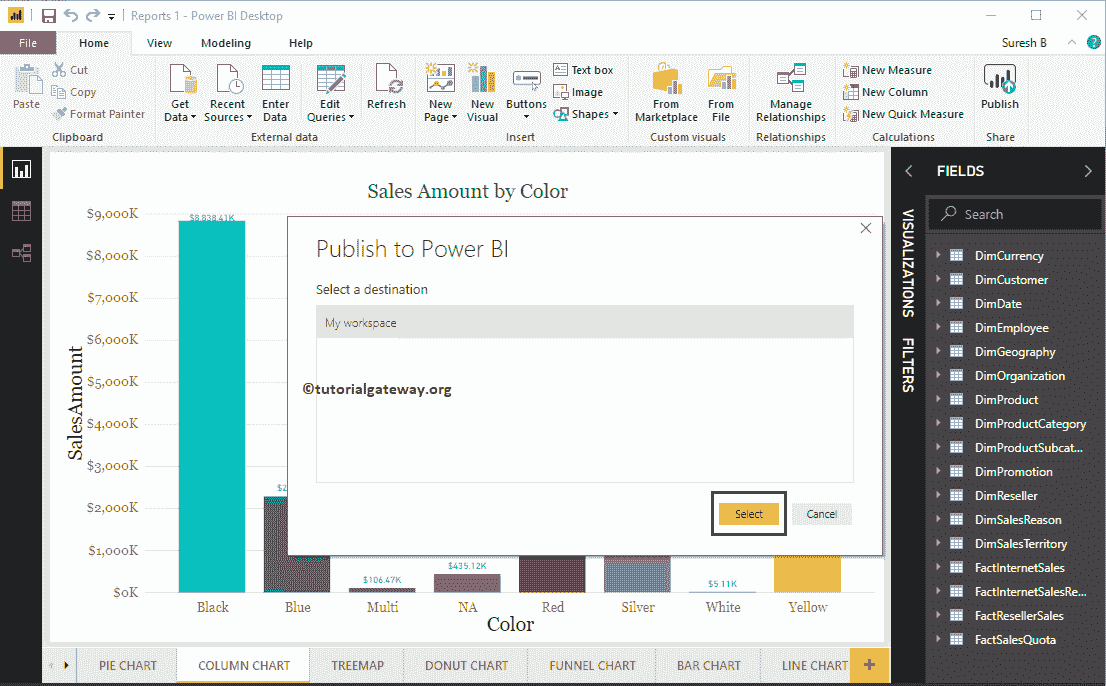 Reports 1 - Power BI Desktop
File Home View Modeling Help Suresh B ?
Paste
Cut
Copy
Format Painter
Clipboard
Get Data
Recent Sources
Enter Data
Edit Queries
External data
Refresh
New Page
New Visual
Buttons
Text box
Image
Shapes
Insert
From Marketplace
From File
Custom visuals
Manage Relationships
Relationships
New Measure
New Column
New Quick Measure
Calculations
Publish
Share
Sales Amount by Color
SalesAmount
$9,000K
$8,000K
$7,000K
$6,000K
$5,000K
$4,000K
$3,000K
$2,000K
$1,000K
$0K
$8,838.41K
$106.47K
$435.12K
$5.11K
Black Blue Multi NA Red Silver White Yellow
Color
Publish to Power BI
Select a destination
My workspace
©tutorialgateway.org
Select Cancel
VISUALIZATIONS
FILTERS
FIELDS
Search
DimCurrency
DimCustomer
DimDate
DimEmployee
DimGeography
DimOrganization
DimProduct
DimProductCategory
DimProductSubcat...
DimPromotion
DimReseller
DimSalesReason
DimSalesTerritory
FactInternetSales
FactInternetSalesRe...
FactResellerSales
FactSalesQuota
PIE CHART COLUMN CHART TREEMAP DONUT CHART FUNNEL CHART BAR CHART LINE CHART +